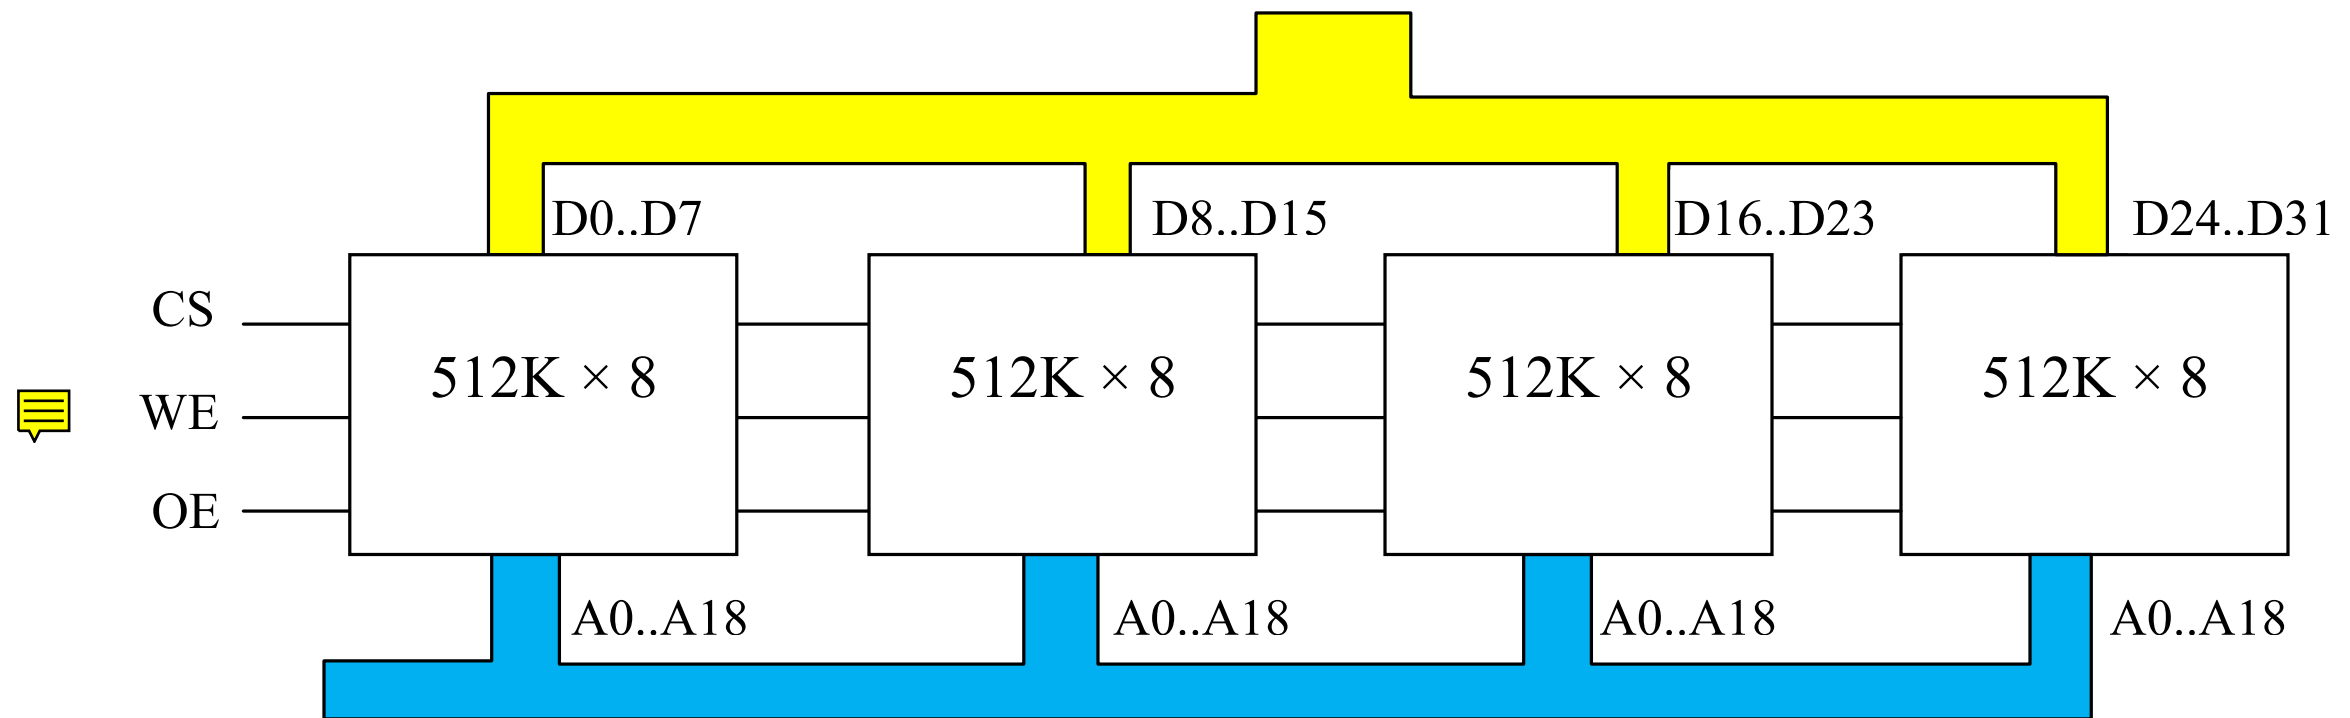 D0..D7 D8..D15 D16..D23 D24..D31
CS
512K × 8 512K × 8 512K × 8 512K × 8
WE
OE
A0..A18 A0..A18 A0..A18 A0..A18